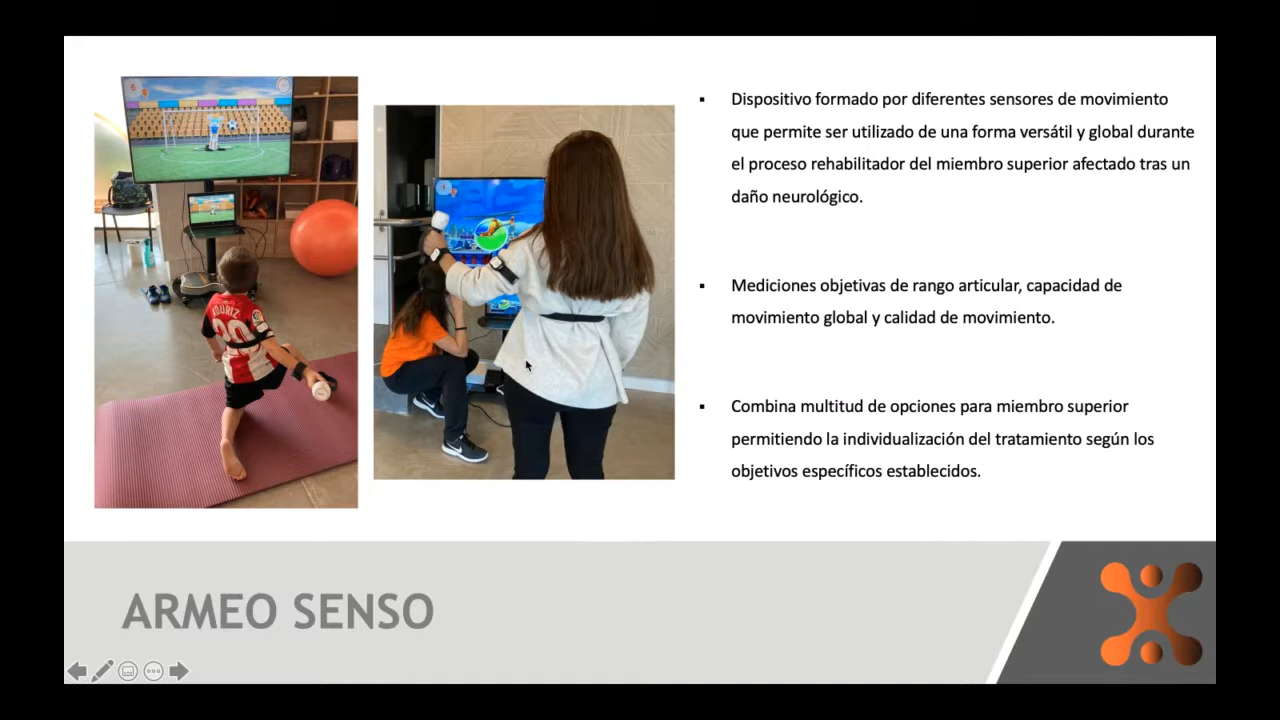 Dispositivo formado por diferentes sensores de movimiento
que permite ser utilizado de una forma versátil y global durante
el proceso rehabilitador del miembro superior afectado tras un
daño neurológico.
Mediciones objetivas de rango articular, capacidad de
movimiento global y calidad de movimiento.
Combina multitud de opciones para miembro superior
permitiendo la individualización del tratamiento según los
objetivos específicos establecidos.
6
ADURIZ
20
ARMEO SENSO